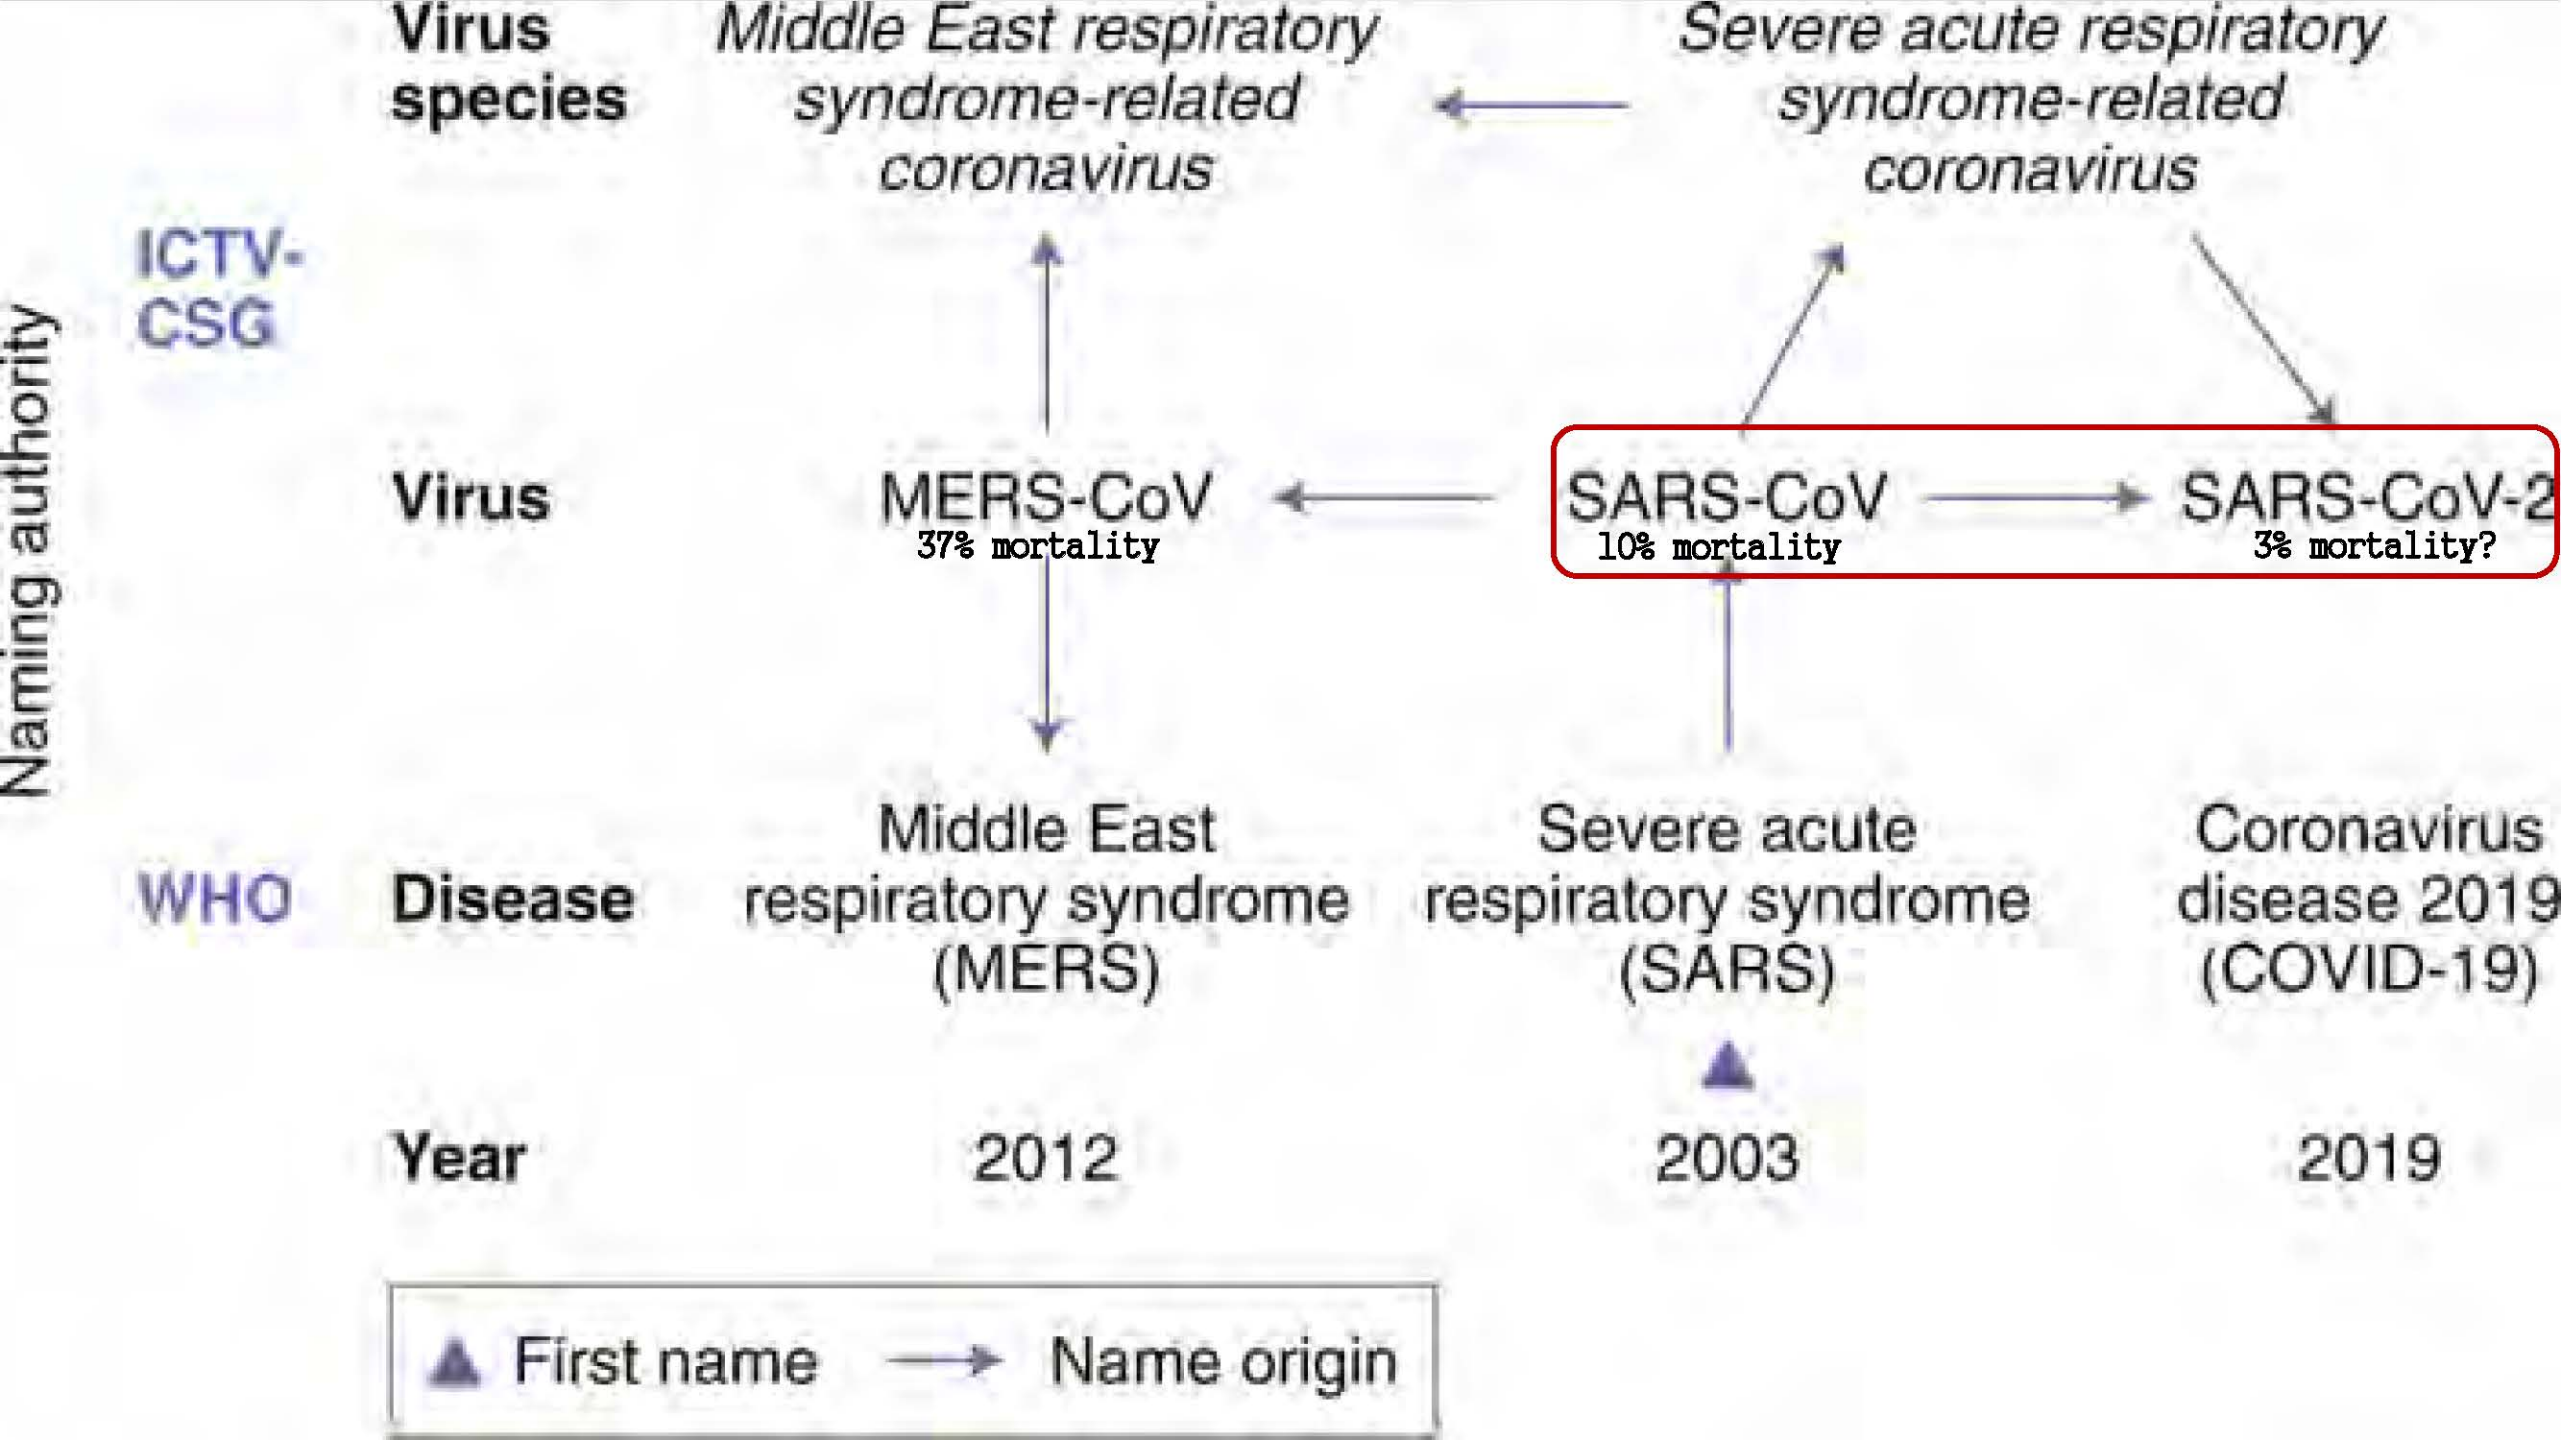 Virus
species
Middle East respiratory
syndrome-related
coronavirus
Severe acute respiratory
syndrome-related
coronavirus
Naming authority
ICTV-
CSG
Virus
MERS-CoV
37% mortality
SARS-CoV
10% mortality
SARS-CoV-2
3% mortality?
WHO
Disease
Middle East
respiratory syndrome
(MERS)
Severe acute
respiratory syndrome
(SARS)
Coronavirus
disease 2019
(COVID-19)
Year
2012
2003
2019
First name
Name origin